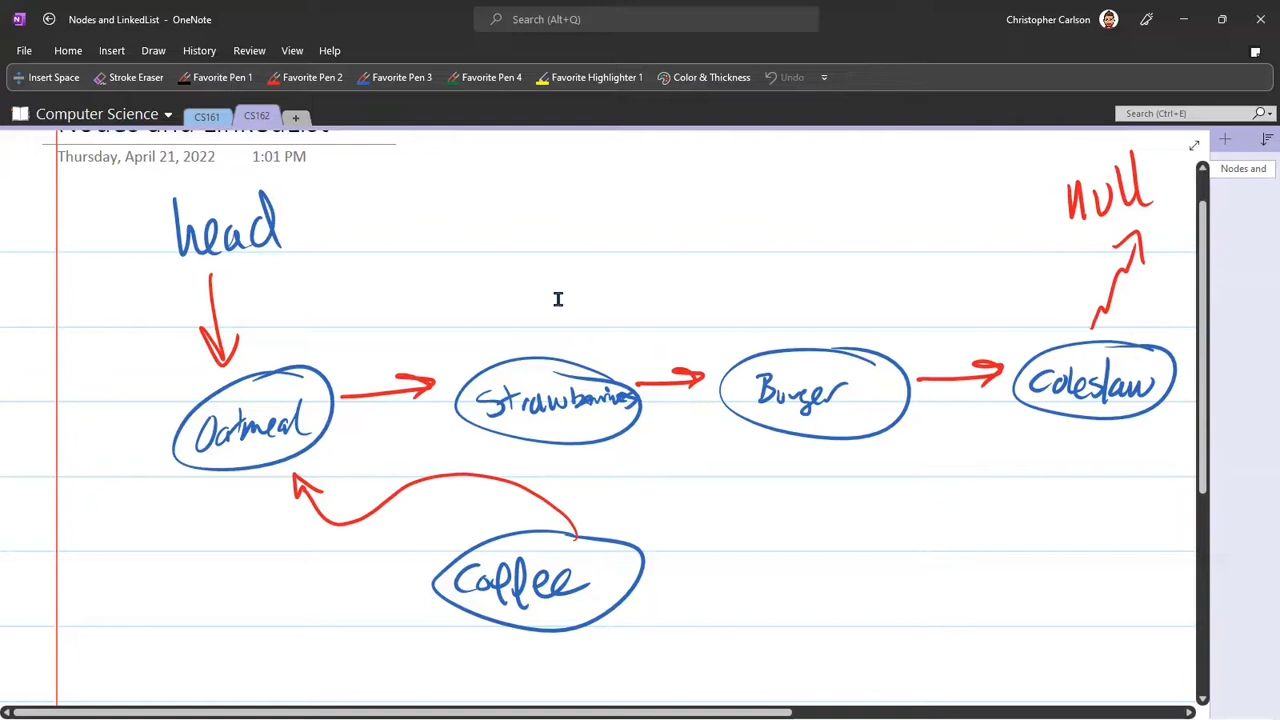 Nodes and LinkedList - OneNote
Search (Alt+Q)
Christopher Carlson
File Home Insert Draw History Review View Help
Insert Space Stroke Eraser Favorite Pen 1 Favorite Pen 2 Favorite Pen 3 Favorite Pen 4 Favorite Highlighter 1 Color & Thickness Undo
Computer Science CS161 CS162 Search (Ctrl+E)
Nodes and LinkedList
Thursday, April 21, 2022 1:01 PM
Nodes and
null
head
Oatmeal Strawberries Burger Coleslaw
Coffee